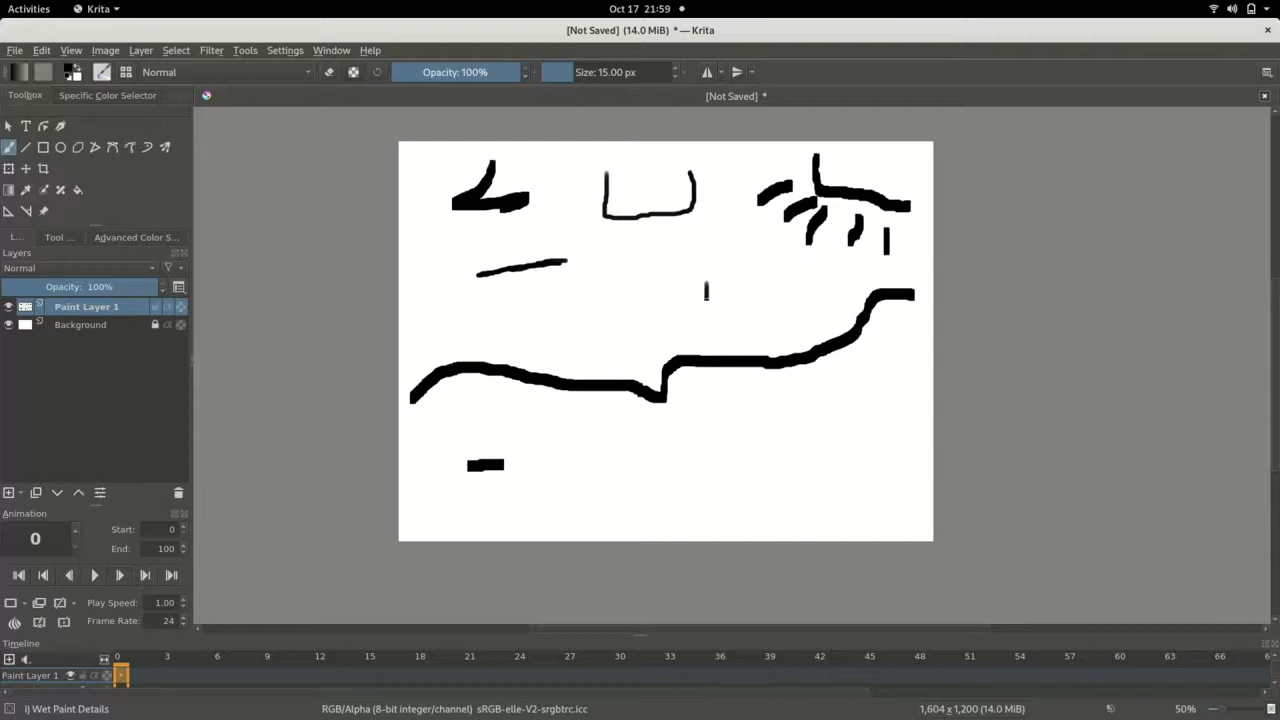 Activities Krita Oct 17 21:59
[Not Saved] (14.0 MiB) * — Krita
File Edit View Image Layer Select Filter Tools Settings Window Help
Normal Opacity: 100% Size: 15.00 px
Toolbox Specific Color Selector [Not Saved] *
L... Tool ... Advanced Color S...
Layers
Normal
Opacity: 100%
Paint Layer 1
Background
Animation
0 Start: 0
End: 100
Play Speed: 1.00
Frame Rate: 24
Timeline
0 3 6 9 12 15 18 21 24 27 30 33 36 39 42 45 48 51 54 57 60 63 66 6
Paint Layer 1
i) Wet Paint Details RGB/Alpha (8-bit integer/channel) sRGB-elle-V2-srgbtrc.icc 1,604 x 1,200 (14.0 MiB) 50%